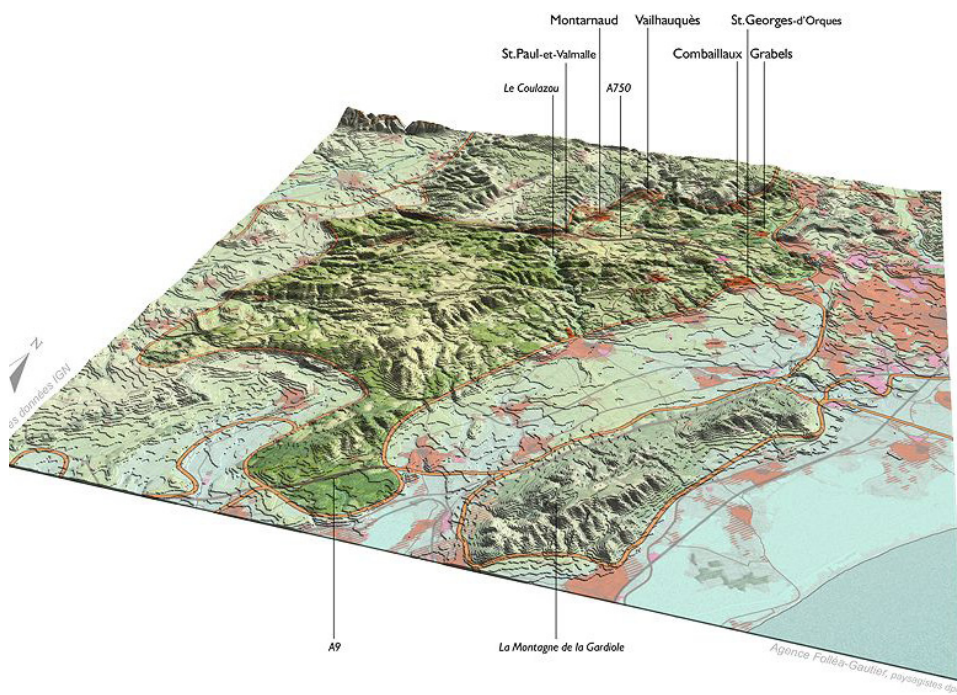 Montarnaud Vailhauquès St.Georges-d'Orques
St.Paul-et-Valmalle Combaillaux Grabels
Le Coulazou A750
N
es données IGN
A9 La Montagne de la Gardiole
Agence Folléa-Gautier, paysagistes dp